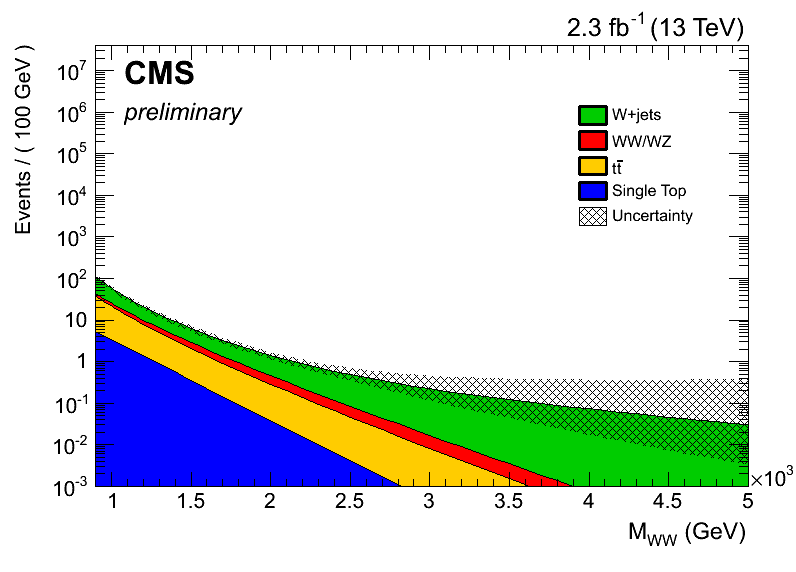 2.3 fb⁻¹ (13 TeV)
CMS
preliminary
Events / ( 100 GeV )
10⁷
10⁶
10⁵
10⁴
10³
10²
10
1
10⁻¹
10⁻²
10⁻³
W+jets
WW/WZ
tt̄
Single Top
Uncertainty
1 1.5 2 2.5 3 3.5 4 4.5 5
×10³
M_WW (GeV)